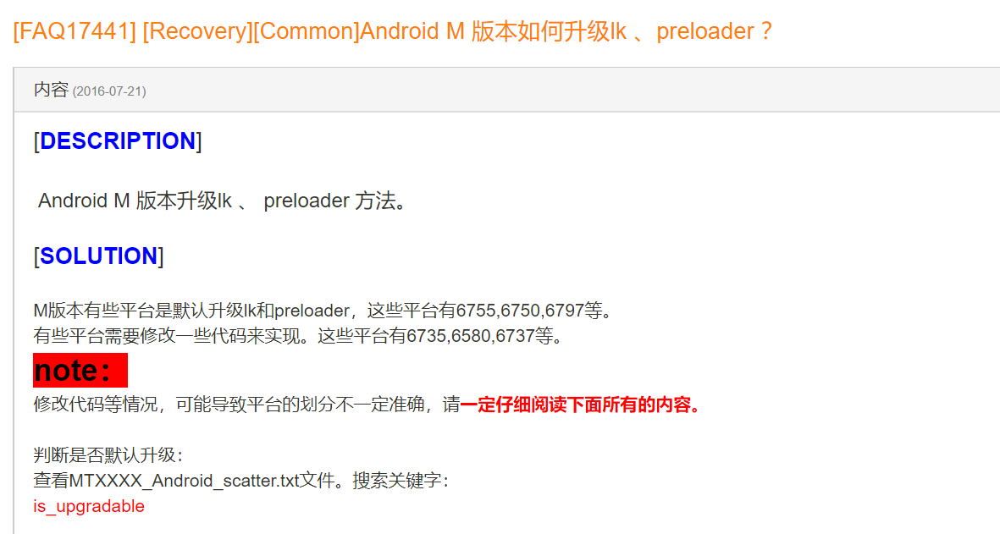 [FAQ17441] [Recovery][Common]Android M 版本如何升级lk 、preloader ？
内容 (2016-07-21)
[DESCRIPTION]
Android M 版本升级lk 、 preloader 方法。
[SOLUTION]
M版本有些平台是默认升级lk和preloader，这些平台有6755,6750,6797等。
有些平台需要修改一些代码来实现。这些平台有6735,6580,6737等。
note：
修改代码等情况，可能导致平台的划分不一定准确，请一定仔细阅读下面所有的内容。
判断是否默认升级：
查看MTXXXX_Android_scatter.txt文件。搜索关键字：
is_upgradable